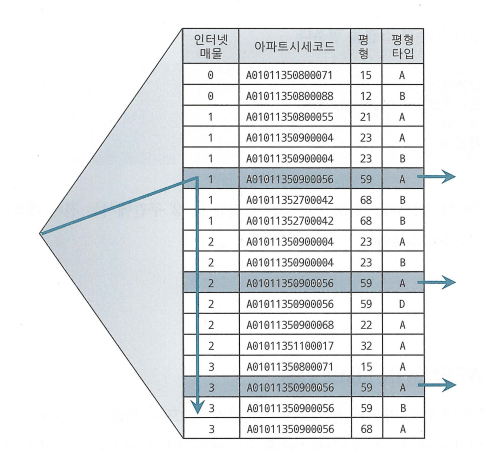 인터넷 매물 아파트시세코드 평형 평형타입
0 A01011350800071 15 A
0 A01011350800088 12 B
1 A01011350800055 21 A
1 A01011350900004 23 A
1 A01011350900004 23 B
1 A01011350900056 59 A
1 A01011352700042 68 B
1 A01011352700042 68 B
2 A01011350900004 23 A
2 A01011350900004 23 B
2 A01011350900056 59 A
2 A01011350900056 59 D
2 A01011350900068 22 A
2 A01011351100017 32 A
3 A01011350800071 15 A
3 A01011350900056 59 A
3 A01011350900056 59 B
3 A01011350900056 68 A